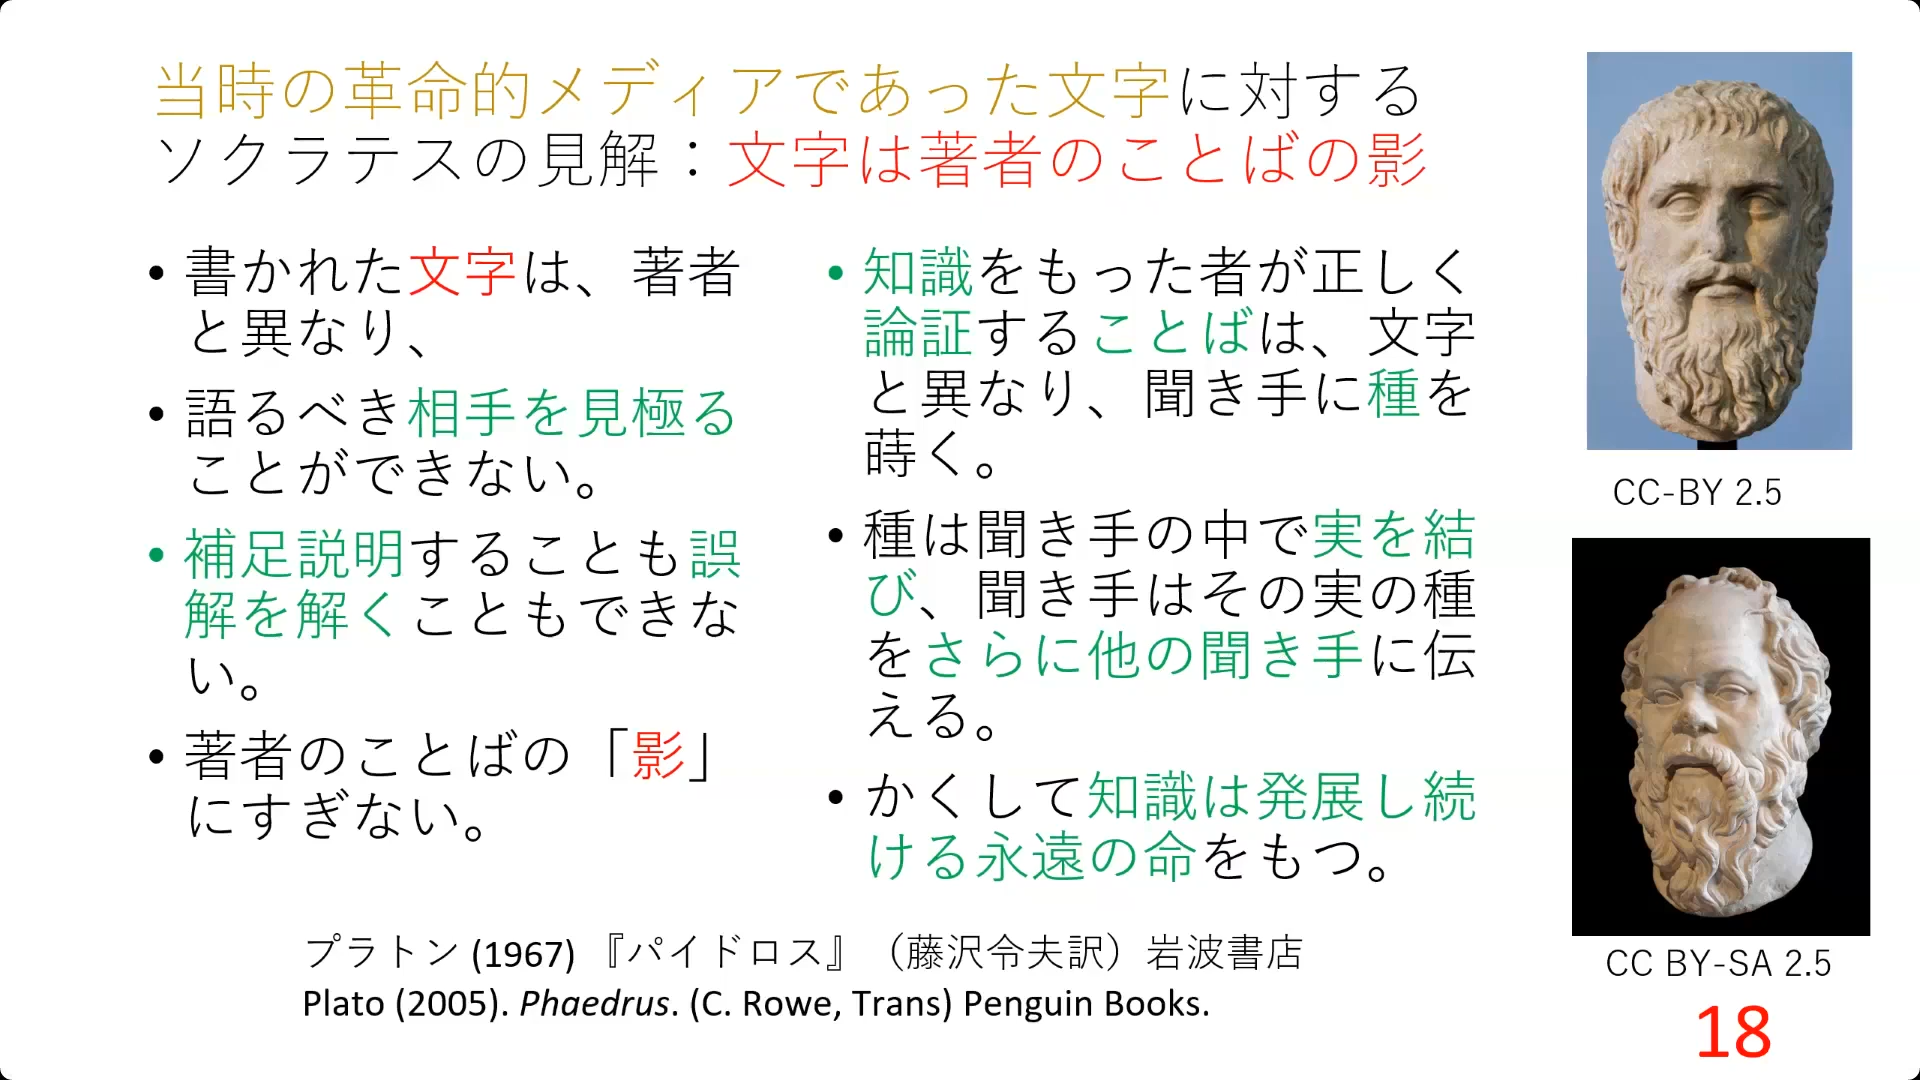 当時の革命的メディアであった文字に対する
ソクラテスの見解：文字は著者のことばの影
• 書かれた文字は、著者
と異なり、
• 語るべき相手を見極る
ことができない。
• 補足説明することも誤
解を解くこともできな
い。
• 著者のことばの「影」
にすぎない。
• 知識をもった者が正しく
論証することばは、文字
と異なり、聞き手に種を
蒔く。
• 種は聞き手の中で実を結
び、聞き手はその実の種
をさらに他の聞き手に伝
える。
• かくして知識は発展し続
ける永遠の命をもつ。
プラトン (1967) 『パイドロス』（藤沢令夫訳）岩波書店
Plato (2005). Phaedrus. (C. Rowe, Trans) Penguin Books.
CC-BY 2.5
CC BY-SA 2.5
18